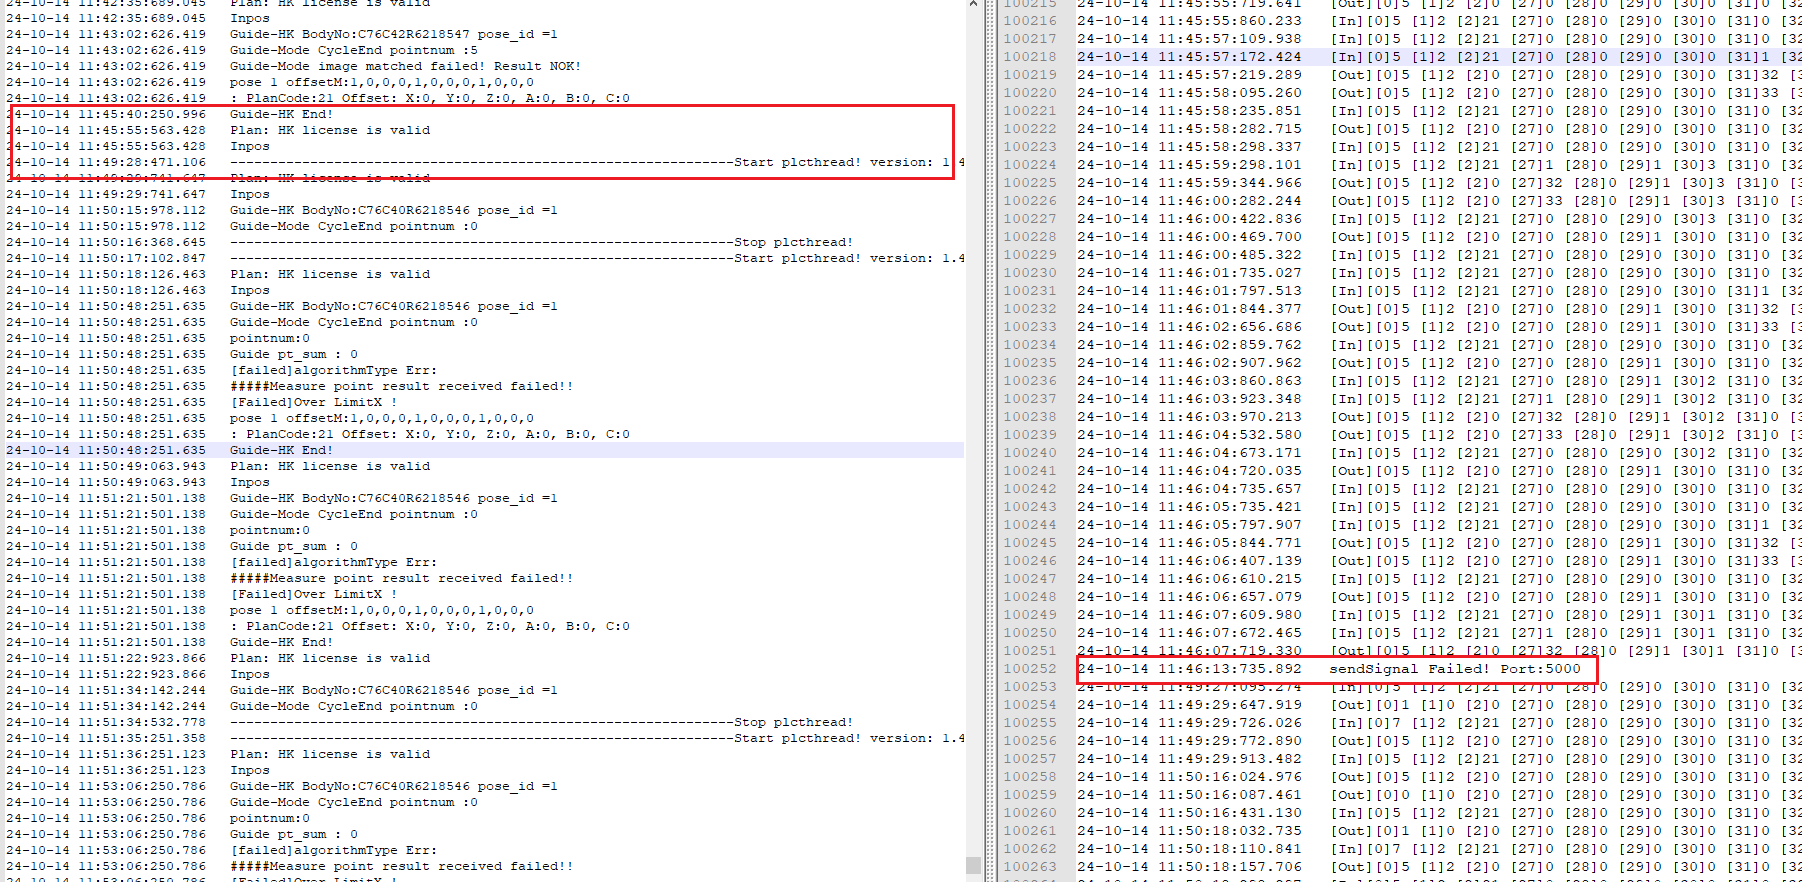 24-10-14 11:42:35:689.045 Plan: HK license is valid
24-10-14 11:42:35:689.045 Inpos
24-10-14 11:43:02:626.419 Guide-HK BodyNo:C76C42R6218547 pose_id =1
24-10-14 11:43:02:626.419 Guide-Mode CycleEnd pointnum :5
24-10-14 11:43:02:626.419 Guide-Mode image matched failed! Result NOK!
24-10-14 11:43:02:626.419 pose 1 offsetM:1,0,0,0,1,0,0,0,1,0,0,0
24-10-14 11:43:02:626.419 : PlanCode:21 Offset: X:0, Y:0, Z:0, A:0, B:0, C:0
24-10-14 11:45:40:250.996 Guide-HK End!
24-10-14 11:45:55:563.428 Plan: HK license is valid
24-10-14 11:45:55:563.428 Inpos
24-10-14 11:49:28:471.106 ---------------------------------------------------------------Start plcthread! version: 1.4
24-10-14 11:49:29:741.647 Plan: HK license is valid
24-10-14 11:49:29:741.647 Inpos
24-10-14 11:50:15:978.112 Guide-HK BodyNo:C76C40R6218546 pose_id =1
24-10-14 11:50:15:978.112 Guide-Mode CycleEnd pointnum :0
24-10-14 11:50:16:368.645 ---------------------------------------------------------------Stop plcthread!
24-10-14 11:50:17:102.847 ---------------------------------------------------------------Start plcthread! version: 1.4
24-10-14 11:50:18:126.463 Plan: HK license is valid
24-10-14 11:50:18:126.463 Inpos
24-10-14 11:50:48:251.635 Guide-HK BodyNo:C76C40R6218546 pose_id =1
24-10-14 11:50:48:251.635 Guide-Mode CycleEnd pointnum :0
24-10-14 11:50:48:251.635 pointnum:0
24-10-14 11:50:48:251.635 Guide pt_sum : 0
24-10-14 11:50:48:251.635 [failed]algorithmType Err:
24-10-14 11:50:48:251.635 #####Measure point result received failed!!
24-10-14 11:50:48:251.635 [Failed]Over LimitX !
24-10-14 11:50:48:251.635 pose 1 offsetM:1,0,0,0,1,0,0,0,1,0,0,0
24-10-14 11:50:48:251.635 : PlanCode:21 Offset: X:0, Y:0, Z:0, A:0, B:0, C:0
24-10-14 11:50:48:251.635 Guide-HK End!
24-10-14 11:50:49:063.943 Plan: HK license is valid
24-10-14 11:50:49:063.943 Inpos
24-10-14 11:51:21:501.138 Guide-HK BodyNo:C76C40R6218546 pose_id =1
24-10-14 11:51:21:501.138 Guide-Mode CycleEnd pointnum :0
24-10-14 11:51:21:501.138 pointnum:0
24-10-14 11:51:21:501.138 Guide pt_sum : 0
24-10-14 11:51:21:501.138 [failed]algorithmType Err:
24-10-14 11:51:21:501.138 #####Measure point result received failed!!
24-10-14 11:51:21:501.138 [Failed]Over LimitX !
24-10-14 11:51:21:501.138 pose 1 offsetM:1,0,0,0,1,0,0,0,1,0,0,0
24-10-14 11:51:21:501.138 : PlanCode:21 Offset: X:0, Y:0, Z:0, A:0, B:0, C:0
24-10-14 11:51:21:501.138 Guide-HK End!
24-10-14 11:51:22:923.866 Plan: HK license is valid
24-10-14 11:51:22:923.866 Inpos
24-10-14 11:51:34:142.244 Guide-HK BodyNo:C76C40R6218546 pose_id =1
24-10-14 11:51:34:142.244 Guide-Mode CycleEnd pointnum :0
24-10-14 11:51:34:532.778 ---------------------------------------------------------------Stop plcthread!
24-10-14 11:51:35:251.358 ---------------------------------------------------------------Start plcthread! version: 1.4
24-10-14 11:51:36:251.123 Plan: HK license is valid
24-10-14 11:51:36:251.123 Inpos
24-10-14 11:53:06:250.786 Guide-HK BodyNo:C76C40R6218546 pose_id =1
24-10-14 11:53:06:250.786 Guide-Mode CycleEnd pointnum :0
24-10-14 11:53:06:250.786 pointnum:0
24-10-14 11:53:06:250.786 Guide pt_sum : 0
24-10-14 11:53:06:250.786 [failed]algorithmType Err:
24-10-14 11:53:06:250.786 #####Measure point result received failed!!
24-10-14 11:53:06:250.786 [Failed]Over LimitX !
100215 24-10-14 11:45:55:719.641 [Out][0]5 [1]2 [2]0 [27]0 [28]0 [29]0 [30]0 [31]0 [32
100216 24-10-14 11:45:55:860.233 [In][0]5 [1]2 [2]21 [27]0 [28]0 [29]0 [30]0 [31]0 [32
100217 24-10-14 11:45:57:109.938 [In][0]5 [1]2 [2]21 [27]0 [28]0 [29]0 [30]0 [31]0 [32
100218 24-10-14 11:45:57:172.424 [In][0]5 [1]2 [2]21 [27]0 [28]0 [29]0 [30]0 [31]1 [32
100219 24-10-14 11:45:57:219.289 [Out][0]5 [1]2 [2]0 [27]0 [28]0 [29]0 [30]0 [31]32 [3
100220 24-10-14 11:45:58:095.260 [Out][0]5 [1]2 [2]0 [27]0 [28]0 [29]0 [30]0 [31]33 [3
100221 24-10-14 11:45:58:235.851 [In][0]5 [1]2 [2]21 [27]0 [28]0 [29]0 [30]0 [31]0 [32
100222 24-10-14 11:45:58:282.715 [Out][0]5 [1]2 [2]0 [27]0 [28]0 [29]0 [30]0 [31]0 [32
100223 24-10-14 11:45:58:298.337 [In][0]5 [1]2 [2]21 [27]0 [28]0 [29]0 [30]0 [31]0 [32
100224 24-10-14 11:45:59:298.101 [In][0]5 [1]2 [2]21 [27]1 [28]0 [29]1 [30]3 [31]0 [32
100225 24-10-14 11:45:59:344.966 [Out][0]5 [1]2 [2]0 [27]32 [28]0 [29]1 [30]3 [31]0 [3
100226 24-10-14 11:46:00:282.244 [Out][0]5 [1]2 [2]0 [27]33 [28]0 [29]1 [30]3 [31]0 [3
100227 24-10-14 11:46:00:422.836 [In][0]5 [1]2 [2]21 [27]0 [28]0 [29]0 [30]3 [31]0 [32
100228 24-10-14 11:46:00:469.700 [Out][0]5 [1]2 [2]0 [27]0 [28]0 [29]1 [30]0 [31]0 [32
100229 24-10-14 11:46:00:485.322 [In][0]5 [1]2 [2]21 [27]0 [28]0 [29]0 [30]0 [31]0 [32
100230 24-10-14 11:46:01:735.027 [In][0]5 [1]2 [2]21 [27]0 [28]0 [29]0 [30]0 [31]0 [32
100231 24-10-14 11:46:01:797.513 [In][0]5 [1]2 [2]21 [27]0 [28]0 [29]0 [30]0 [31]1 [32
100232 24-10-14 11:46:01:844.377 [Out][0]5 [1]2 [2]0 [27]0 [28]0 [29]1 [30]0 [31]32 [3
100233 24-10-14 11:46:02:656.686 [Out][0]5 [1]2 [2]0 [27]0 [28]0 [29]1 [30]0 [31]33 [3
100234 24-10-14 11:46:02:859.762 [In][0]5 [1]2 [2]21 [27]0 [28]0 [29]0 [30]0 [31]0 [32
100235 24-10-14 11:46:02:907.962 [Out][0]5 [1]2 [2]0 [27]0 [28]0 [29]1 [30]0 [31]0 [32
100236 24-10-14 11:46:03:860.863 [In][0]5 [1]2 [2]21 [27]0 [28]0 [29]1 [30]2 [31]0 [32
100237 24-10-14 11:46:03:923.348 [In][0]5 [1]2 [2]21 [27]1 [28]0 [29]1 [30]2 [31]0 [32
100238 24-10-14 11:46:03:970.213 [Out][0]5 [1]2 [2]0 [27]32 [28]0 [29]1 [30]2 [31]0 [3
100239 24-10-14 11:46:04:532.580 [Out][0]5 [1]2 [2]0 [27]33 [28]0 [29]1 [30]2 [31]0 [3
100240 24-10-14 11:46:04:673.171 [In][0]5 [1]2 [2]21 [27]0 [28]0 [29]0 [30]2 [31]0 [32
100241 24-10-14 11:46:04:720.035 [Out][0]5 [1]2 [2]0 [27]0 [28]0 [29]1 [30]0 [31]0 [32
100242 24-10-14 11:46:04:735.657 [In][0]5 [1]2 [2]21 [27]0 [28]0 [29]0 [30]0 [31]0 [32
100243 24-10-14 11:46:05:735.421 [In][0]5 [1]2 [2]21 [27]0 [28]0 [29]0 [30]0 [31]0 [32
100244 24-10-14 11:46:05:797.907 [In][0]5 [1]2 [2]21 [27]0 [28]0 [29]0 [30]0 [31]1 [32
100245 24-10-14 11:46:05:844.771 [Out][0]5 [1]2 [2]0 [27]0 [28]0 [29]1 [30]0 [31]32 [3
100246 24-10-14 11:46:06:407.139 [Out][0]5 [1]2 [2]0 [27]0 [28]0 [29]1 [30]0 [31]33 [3
100247 24-10-14 11:46:06:610.215 [In][0]5 [1]2 [2]21 [27]0 [28]0 [29]0 [30]0 [31]0 [32
100248 24-10-14 11:46:06:657.079 [Out][0]5 [1]2 [2]0 [27]0 [28]0 [29]1 [30]0 [31]0 [32
100249 24-10-14 11:46:07:609.980 [In][0]5 [1]2 [2]21 [27]0 [28]0 [29]1 [30]1 [31]0 [32
100250 24-10-14 11:46:07:672.465 [In][0]5 [1]2 [2]21 [27]1 [28]0 [29]1 [30]1 [31]0 [32
100251 24-10-14 11:46:07:719.330 [Out][0]5 [1]2 [2]0 [27]32 [28]0 [29]1 [30]1 [31]0 [3
100252 24-10-14 11:46:13:735.892 sendSignal Failed! Port:5000
100253 24-10-14 11:49:27:095.274 [In][0]5 [1]2 [2]21 [27]0 [28]0 [29]0 [30]0 [31]0 [32
100254 24-10-14 11:49:29:647.919 [Out][0]1 [1]0 [2]0 [27]0 [28]0 [29]0 [30]0 [31]0 [32
100255 24-10-14 11:49:29:726.026 [In][0]7 [1]2 [2]21 [27]0 [28]0 [29]0 [30]0 [31]0 [32
100256 24-10-14 11:49:29:772.890 [Out][0]5 [1]2 [2]0 [27]0 [28]0 [29]0 [30]0 [31]0 [32
100257 24-10-14 11:49:29:913.482 [In][0]5 [1]2 [2]21 [27]0 [28]0 [29]0 [30]0 [31]0 [32
100258 24-10-14 11:50:16:024.976 [Out][0]5 [1]2 [2]0 [27]0 [28]0 [29]0 [30]0 [31]0 [32
100259 24-10-14 11:50:16:087.461 [Out][0]0 [1]0 [2]0 [27]0 [28]0 [29]0 [30]0 [31]0 [32
100260 24-10-14 11:50:16:431.130 [In][0]5 [1]2 [2]21 [27]0 [28]0 [29]0 [30]0 [31]0 [32
100261 24-10-14 11:50:18:032.735 [Out][0]1 [1]0 [2]0 [27]0 [28]0 [29]0 [30]0 [31]0 [32
100262 24-10-14 11:50:18:110.841 [In][0]7 [1]2 [2]21 [27]0 [28]0 [29]0 [30]0 [31]0 [32
100263 24-10-14 11:50:18:157.706 [Out][0]5 [1]2 [2]0 [27]0 [28]0 [29]0 [30]0 [31]0 [32